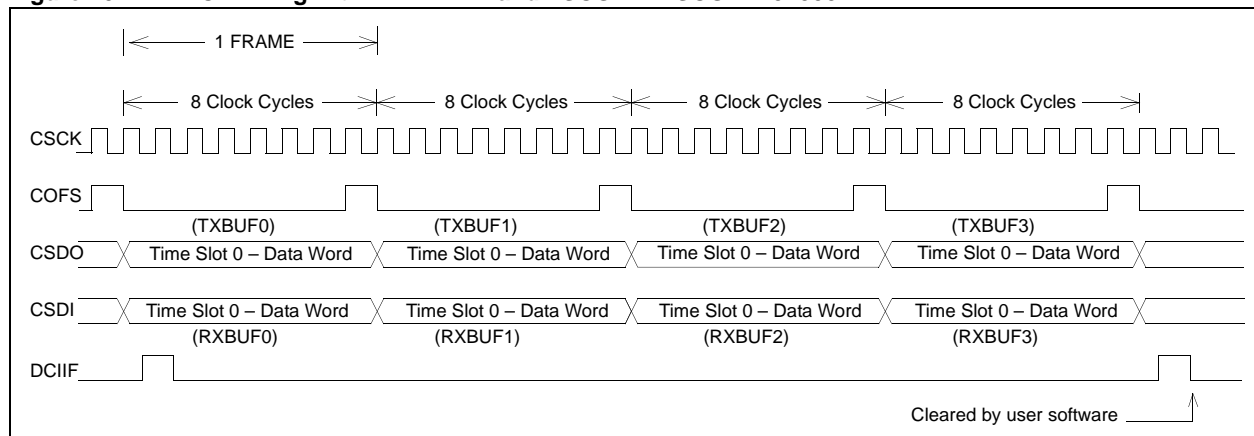 1 FRAME
8 Clock Cycles 8 Clock Cycles 8 Clock Cycles 8 Clock Cycles
CSCK
COFS
(TXBUF0) (TXBUF1) (TXBUF2) (TXBUF3)
CSDO Time Slot 0 – Data Word Time Slot 0 – Data Word Time Slot 0 – Data Word Time Slot 0 – Data Word
CSDI Time Slot 0 – Data Word Time Slot 0 – Data Word Time Slot 0 – Data Word Time Slot 0 – Data Word
(RXBUF0) (RXBUF1) (RXBUF2) (RXBUF3)
DCIIF
Cleared by user software